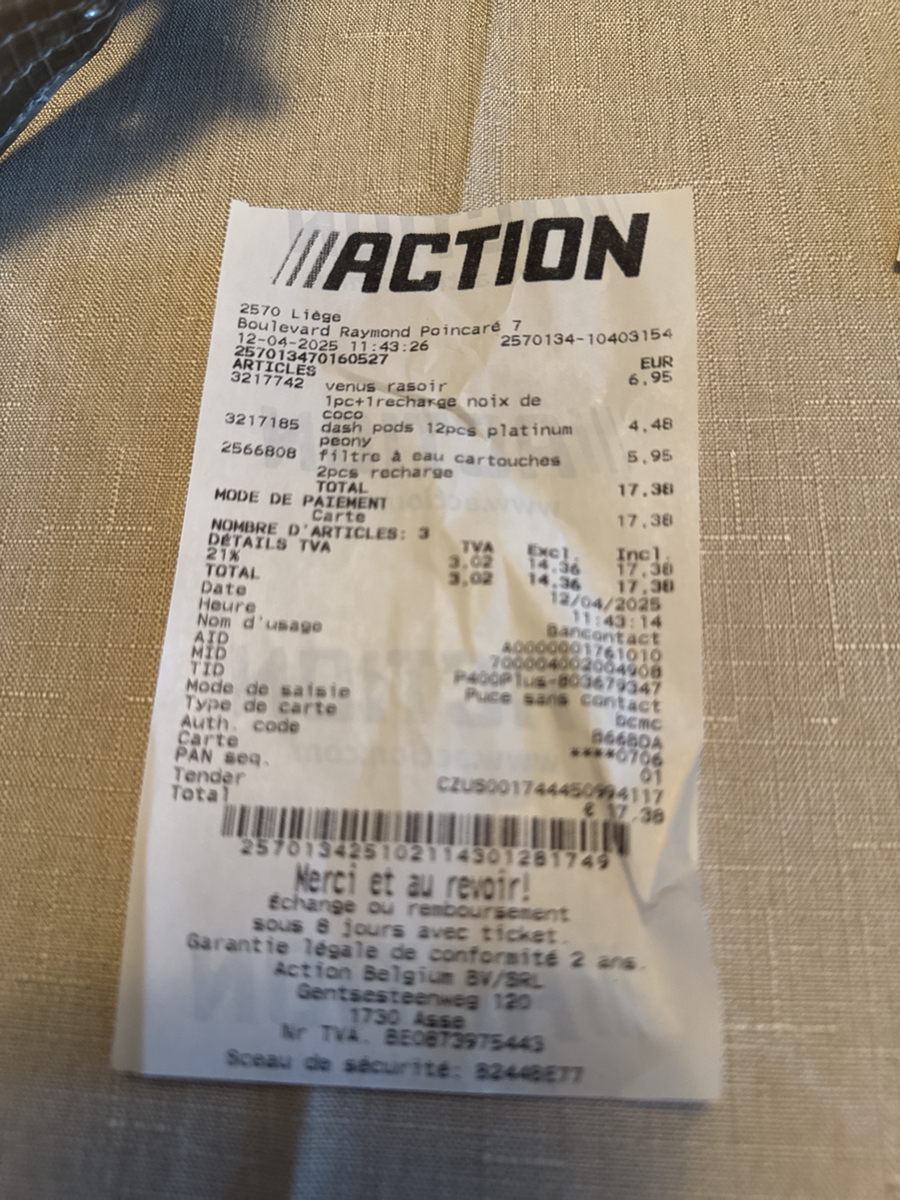 ACTION
2570 Liège
Boulevard Raymond Poincaré 7
12-04-2025 11:43:26 2570134-10403154
257013470160527
ARTICLES EUR
3217742 venus rasoir 6,95
1pc+1recharge noix de
coco
3217185 dash pods 12pcs platinum 4,48
peony
2566808 filtre à eau cartouches 5,95
2pcs recharge
TOTAL 17,38
MODE DE PAIEMENT
Carte 17,38
NOMBRE D'ARTICLES: 3
DÉTAILS TVA TVA Excl. Incl.
21% 3,02 14,36 17,38
TOTAL 3,02 14,36 17,38
Date 12/04/2025
Heure 11:43:14
Nom d'usage Bancontact
AID A0000001761010
MID 700004002004908
TID P400Plus-803679347
Mode de saisie Puce sans contact
Type de carte bcmc
Auth. code B668DA
Carte ****0706
PAN seq. 01
Tender CZUS001744450994117
Total € 17,38
257013425102114301281749
Merci et au revoir!
Échange ou remboursement
sous 8 jours avec ticket.
Garantie légale de conformité 2 ans.
Action Belgium BV/SRL
Gentsesteenweg 120
1730 Asse
Nr TVA. BE0873975443
Sceau de sécurité: B244BE77